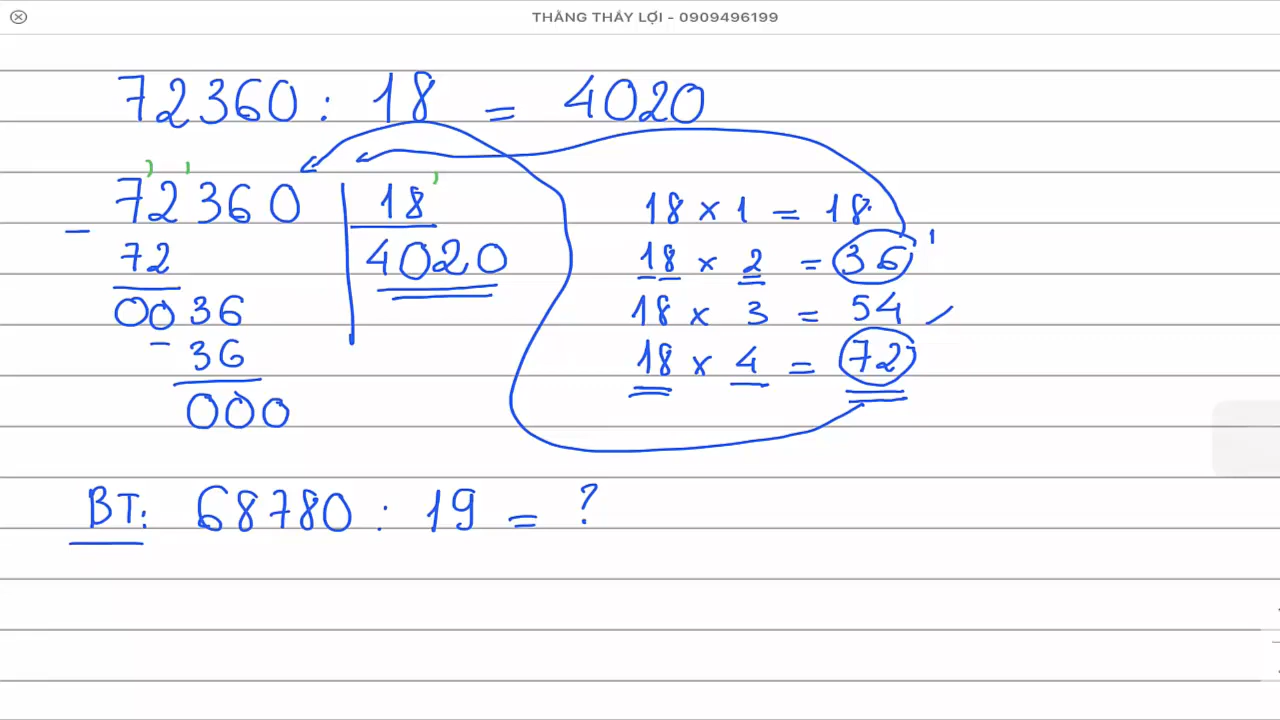 THẮNG THẦY LỢI - 0909496199
72360 : 18 = 4020
72360 | 18
- 72 4020
0036
- 36
000
18 × 1 = 18
18 × 2 = 36
18 × 3 = 54
18 × 4 = 72
BT: 68780 : 19 = ?